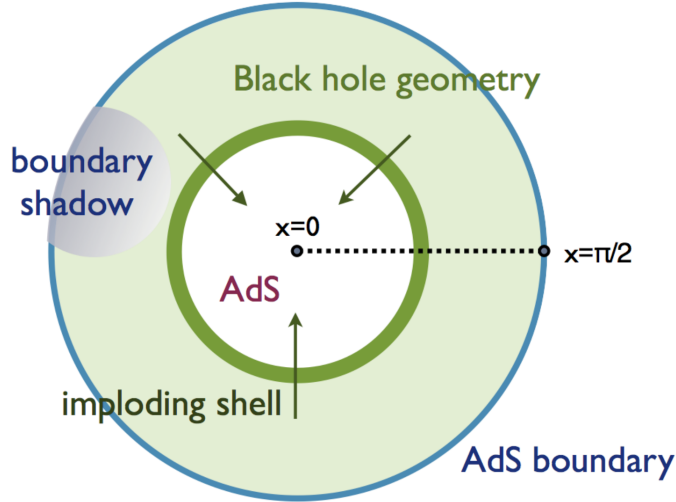 Black hole geometry
boundary
shadow
x=0
x=π/2
AdS
imploding shell
AdS boundary